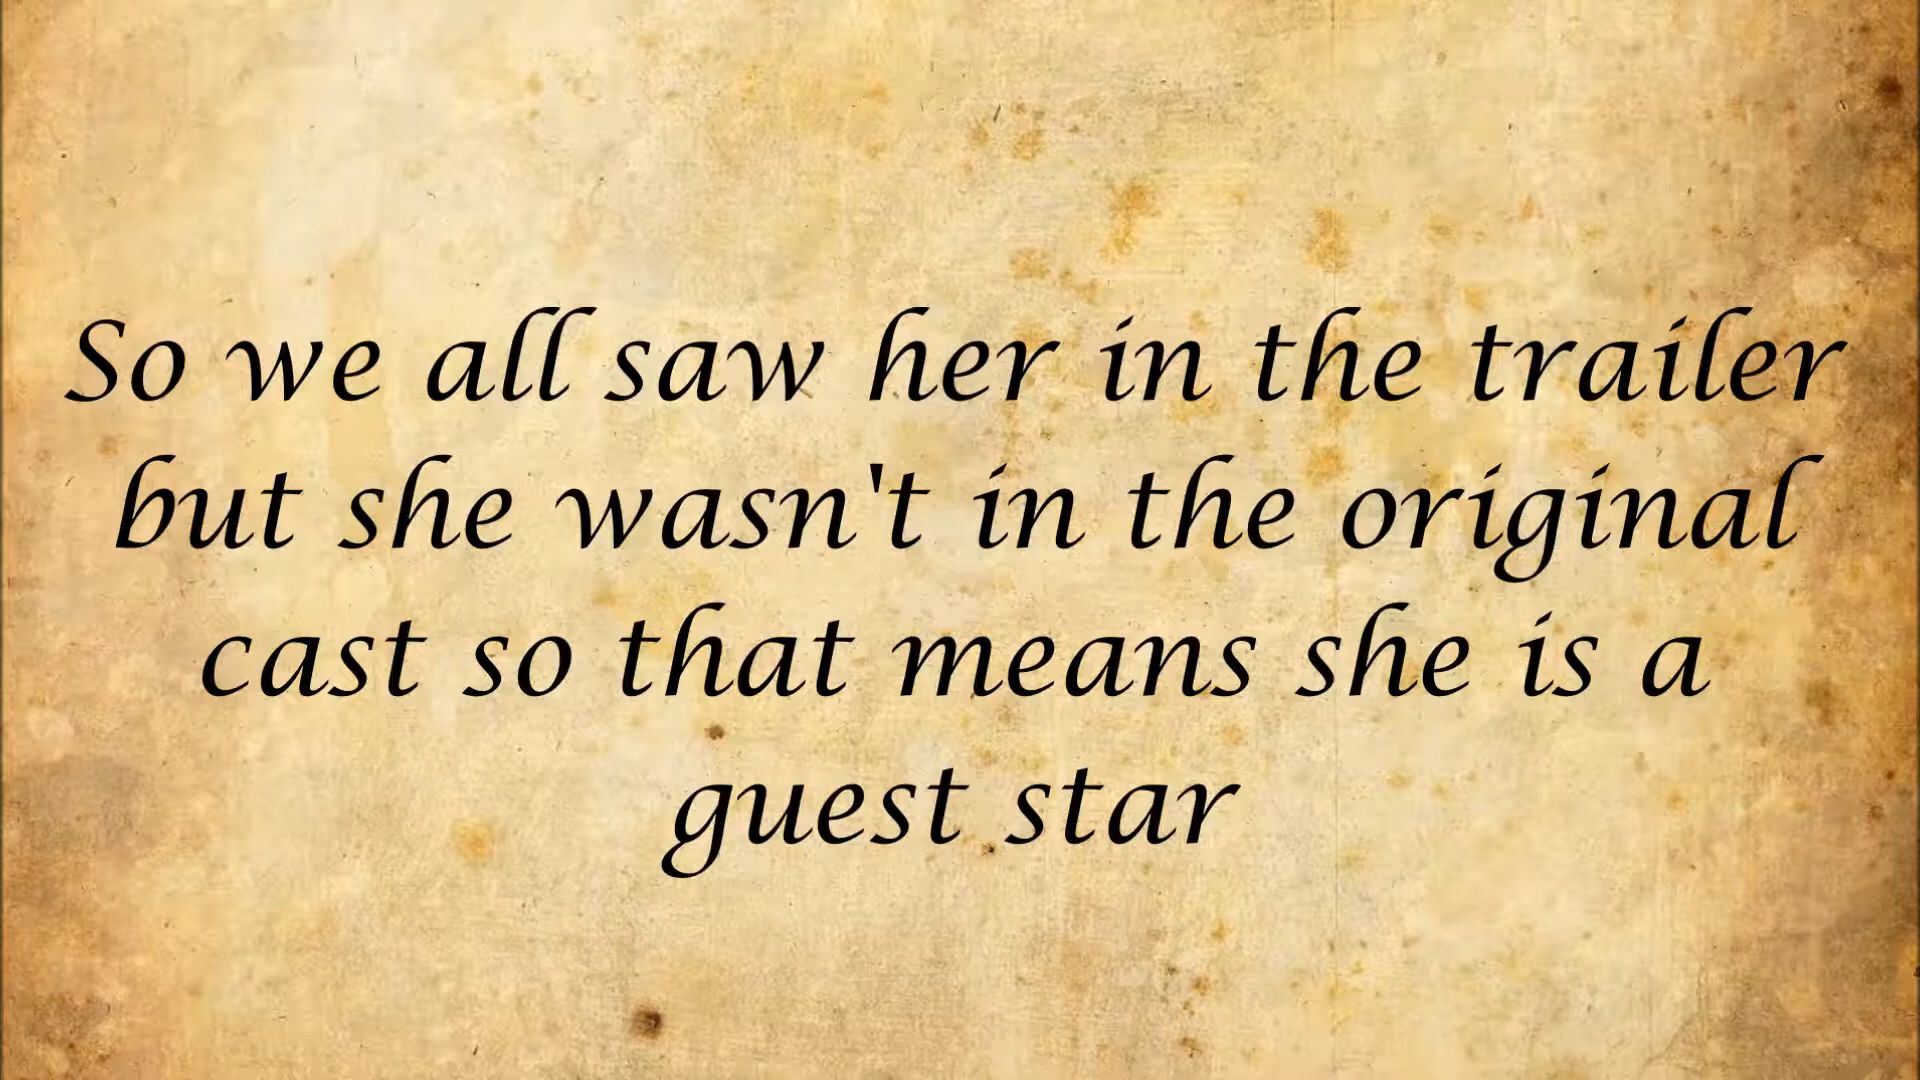 So we all saw her in the trailer
but she wasn't in the original
cast so that means she is a
guest star